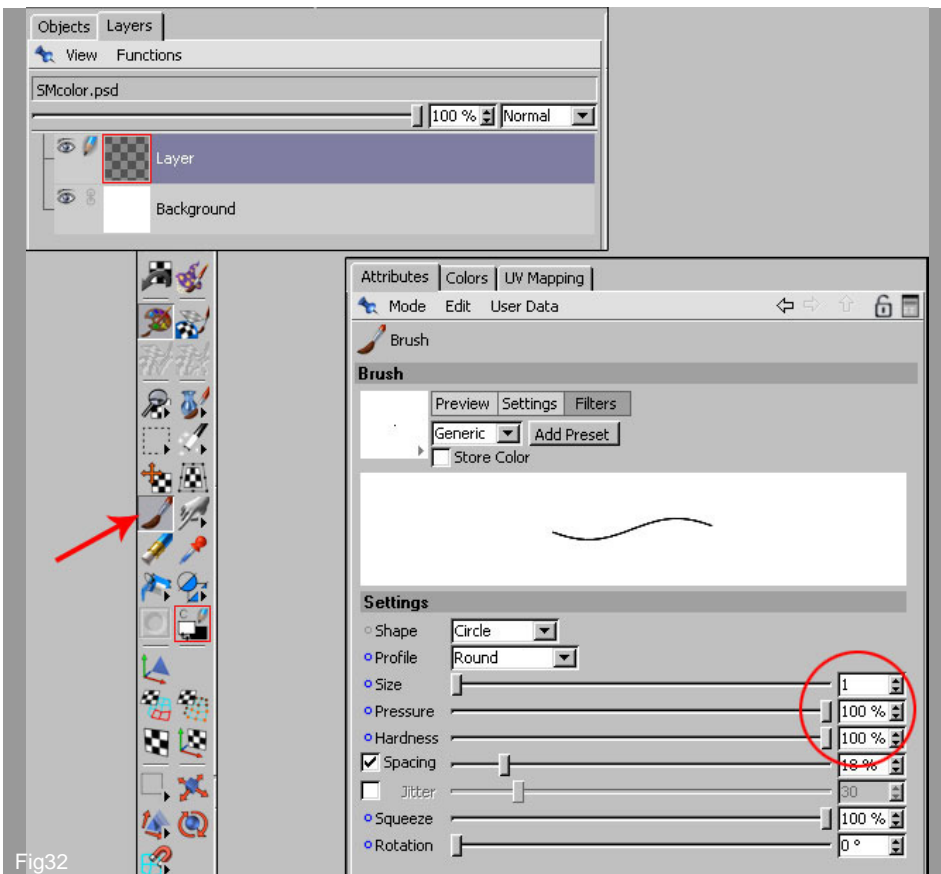 Objects Layers
View Functions
SMcolor.psd
100 % Normal
Layer
Background
Attributes Colors UV Mapping
Mode Edit User Data
Brush
Brush
Preview Settings Filters
Generic Add Preset
Store Color
Settings
Shape Circle
Profile Round
Size 1
Pressure 100 %
Hardness 100 %
Spacing 18 %
Jitter 30
Squeeze 100 %
Rotation 0 °
C
Fig32